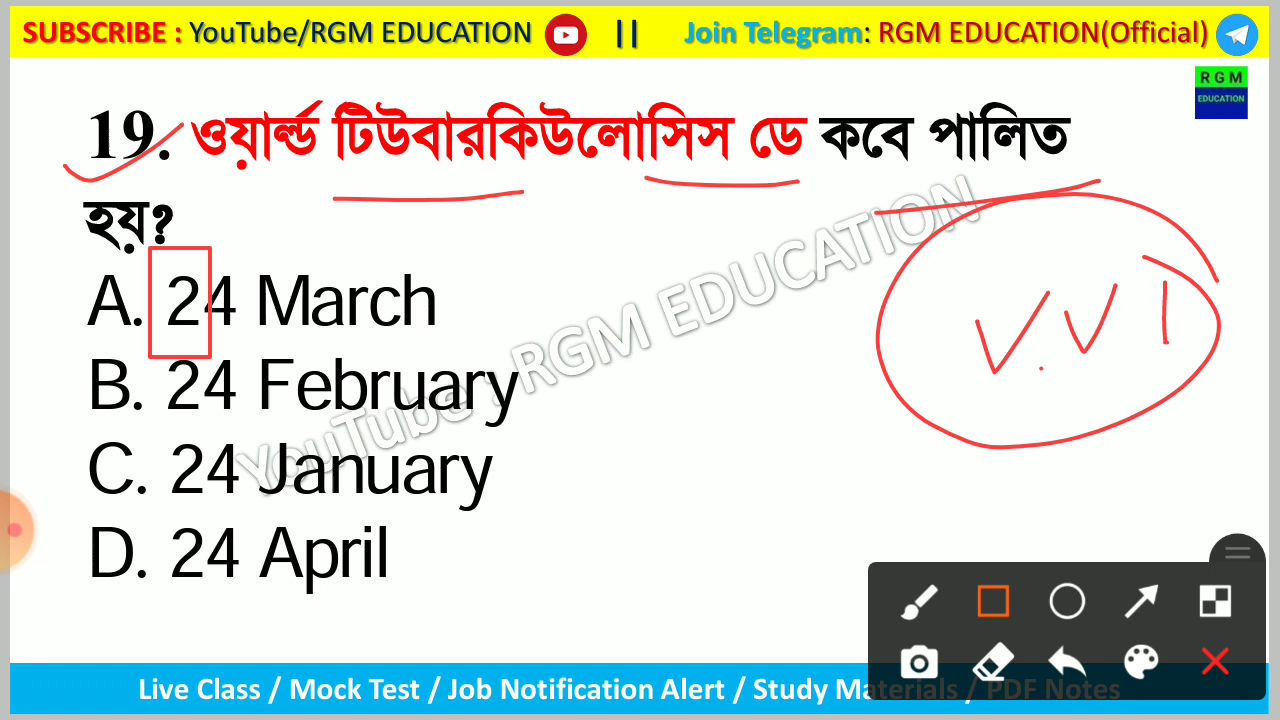 SUBSCRIBE : YouTube/RGM EDUCATION || Join Telegram: RGM EDUCATION(Official)
RGM
EDUCATION
19. ওয়ার্ল্ড টিউবারকিউলোসিস ডে কবে পালিত
হয়?
A. 24 March
B. 24 February
C. 24 January
D. 24 April
YouTube : RGM EDUCATION
VVI
Live Class / Mock Test / Job Notification Alert / Study Materials / PDF Notes